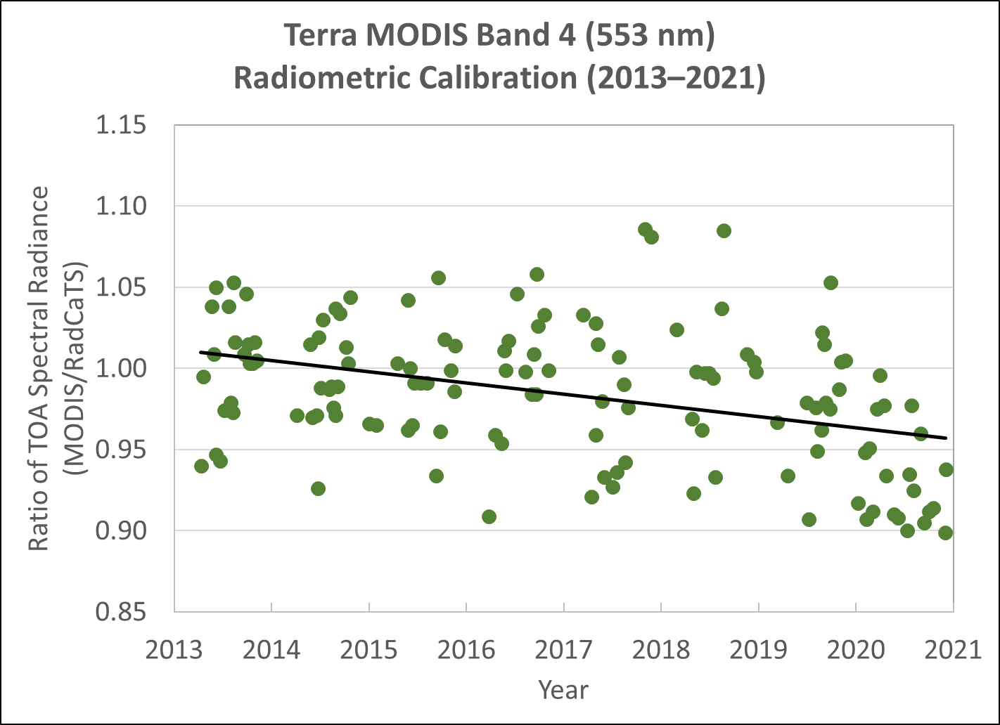 Terra MODIS Band 4 (553 nm)
Radiometric Calibration (2013–2021)
Ratio of TOA Spectral Radiance
(MODIS/RadCaTS)
1.15
1.10
1.05
1.00
0.95
0.90
0.85
2013 2014 2015 2016 2017 2018 2019 2020 2021
Year